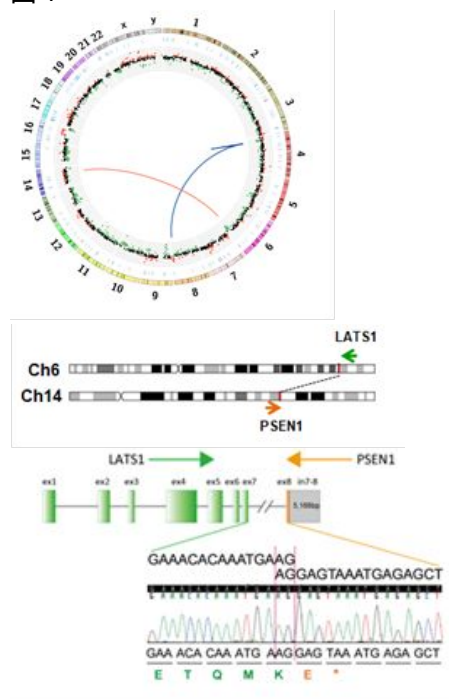 x y 1
2
3
4
5
6
7
8
9
10
11
12
13
14
15
16
17
18
19 20 21 22
LATS1
Ch6
Ch14
PSEN1
LATS1 PSEN1
ex1 ex2 ex3 ex4 ex5 ex6 ex7 ex8 in7-8
5,169bp
GAAACACAAATGAAG
AGGAGTAAATGAGAGCT
GAA ACA CAA ATG AAG GAG TAA ATG AGA GCT
E T Q M K E *